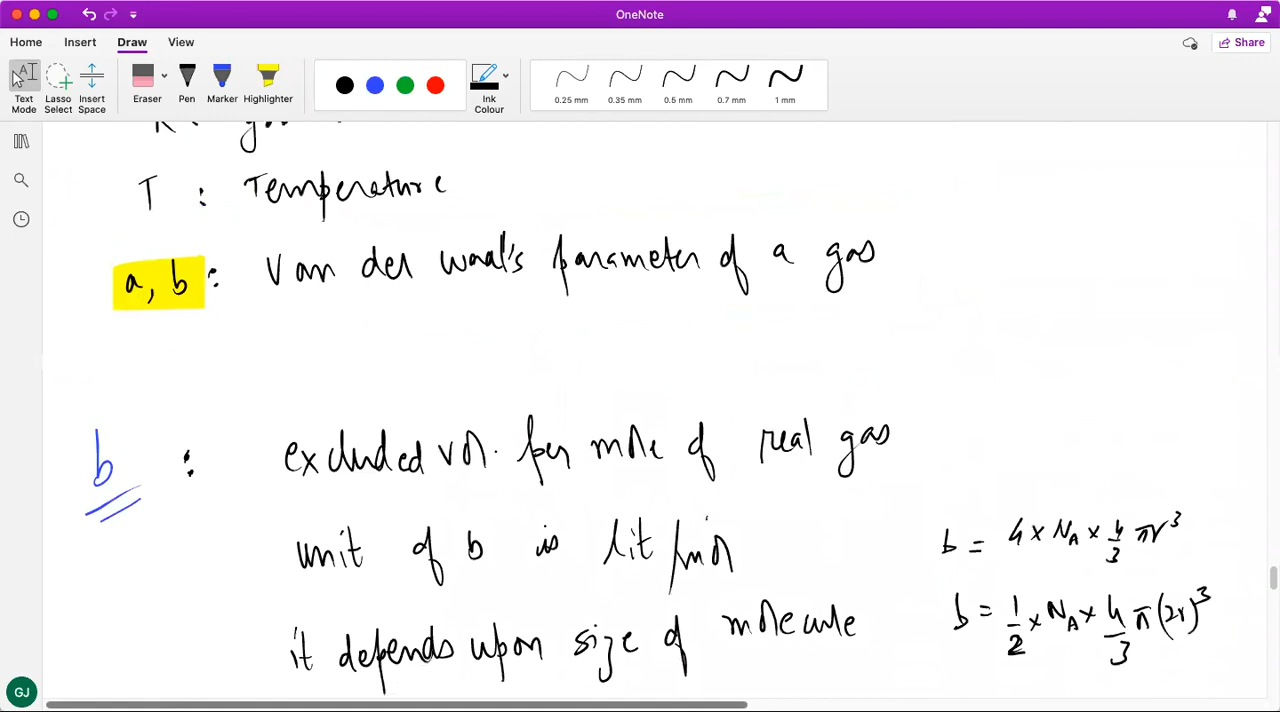 OneNote
Home Insert Draw View
Share
Text Mode Lasso Select Insert Space Eraser Pen Marker Highlighter Ink Colour 0.25 mm 0.35 mm 0.5 mm 0.7 mm 1 mm
T : Temperature
a, b : Van der waal's parameter of a gas
b : excluded vol. per mole of real gas
unit of b is lit/mol
b = 4 × N_A × 4/3 πr³
it depends upon size of molecule
b = 1/2 × N_A × 4/3 π(2r)³
GJ